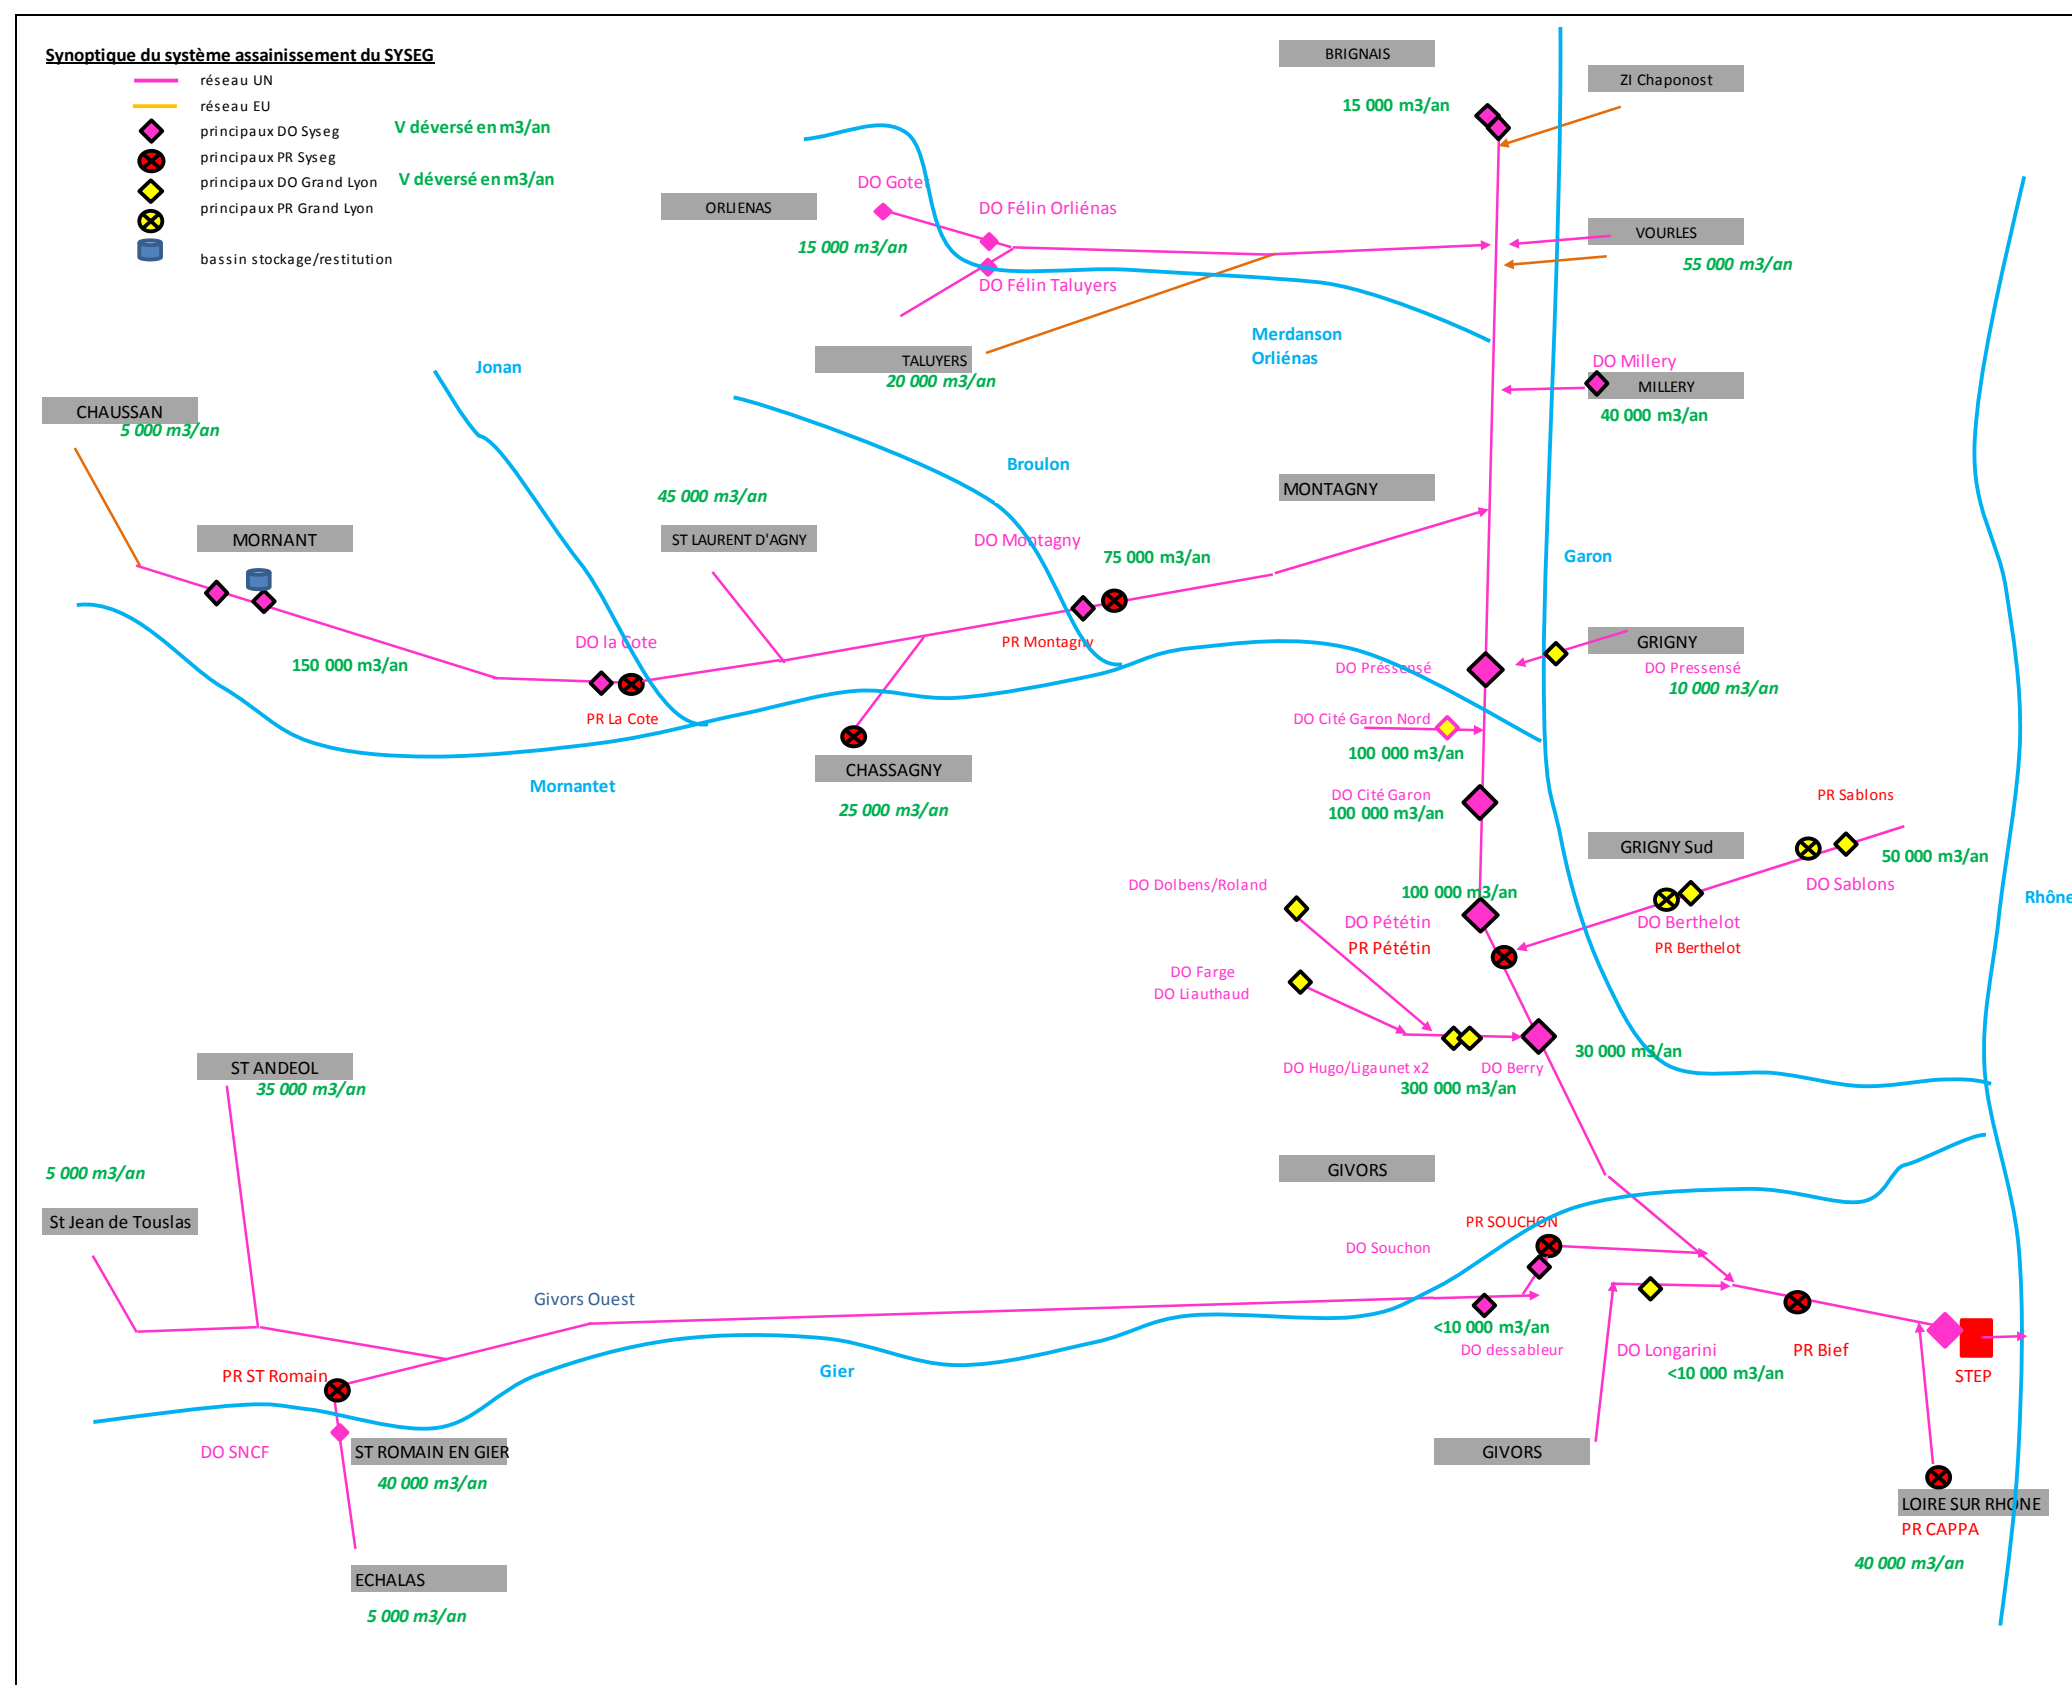 Synoptique du système assainissement du SYSEG
réseau UN
réseau EU
principaux DO Syseg
V déversé en m3/an
principaux PR Syseg
principaux DO Grand Lyon
V déversé en m3/an
principaux PR Grand Lyon
bassin stockage/restitution
BRIGNAIS
15 000 m3/an
ZI Chaponost
DO Goter
ORLIENAS
15 000 m3/an
DO Félin Orliénas
DO Félin Taluyers
VOURLES
55 000 m3/an
Merdanson
Orliénas
TALUYERS
20 000 m3/an
DO Millery
MILLERY
40 000 m3/an
Jonan
CHAUSSAN
5 000 m3/an
Broulon
MONTAGNY
45 000 m3/an
ST LAURENT D'AGNY
MORNANT
DO Montagny
75 000 m3/an
Garon
150 000 m3/an
DO la Cote
PR Montagny
PR La Cote
GRIGNY
DO Préssensé
DO Pressensé
10 000 m3/an
DO Cité Garon Nord
100 000 m3/an
CHASSAGNY
25 000 m3/an
Mornantet
DO Cité Garon
100 000 m3/an
PR Sablons
GRIGNY Sud
50 000 m3/an
DO Sablons
DO Dolbens/Roland
100 000 m3/an
DO Pététin
PR Pététin
DO Berthelot
PR Berthelot
Rhône
DO Farge
DO Liauthaud
30 000 m3/an
DO Hugo/Ligaunet x2
DO Berry
300 000 m3/an
ST ANDEOL
35 000 m3/an
5 000 m3/an
St Jean de Touslas
GIVORS
PR SOUCHON
DO Souchon
Givors Ouest
<10 000 m3/an
DO dessableur
DO Longarini
<10 000 m3/an
PR Bief
STEP
Gier
PR ST Romain
DO SNCF
ST ROMAIN EN GIER
40 000 m3/an
GIVORS
LOIRE SUR RHONE
PR CAPPA
40 000 m3/an
ECHALAS
5 000 m3/an